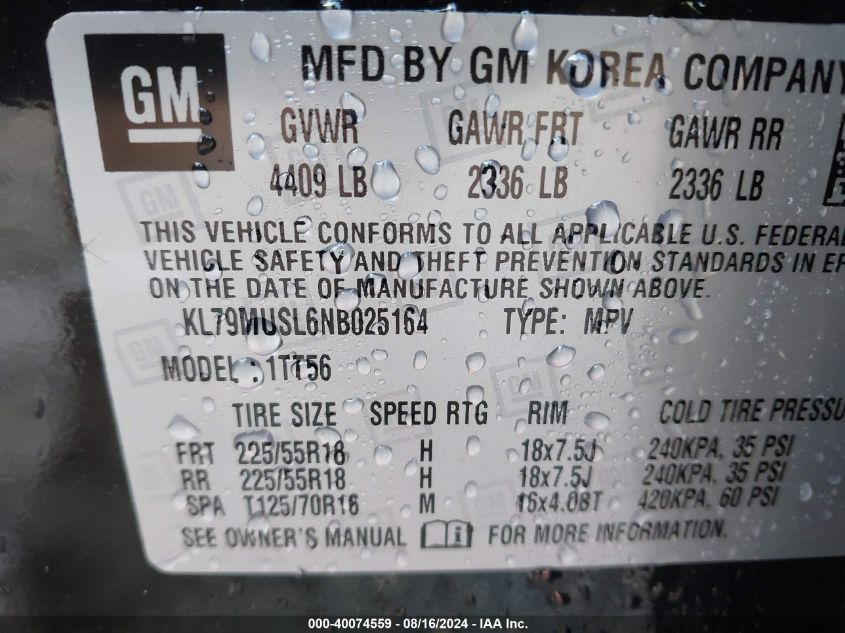 GM
MFD BY GM KOREA COMPANY
GVWR GAWR FRT GAWR RR
4409 LB 2336 LB 2336 LB
THIS VEHICLE CONFORMS TO ALL APPLICABLE U.S. FEDERAL
VEHICLE SAFETY AND THEFT PREVENTION STANDARDS IN EF
ON THE DATE OF MANUFACTURE SHOWN ABOVE.
KL79MUSL6NB025164 TYPE: MPV
MODEL : 1TT56
TIRE SIZE SPEED RTG RIM COLD TIRE PRESSU
FRT 225/55R18 H 18x7.5J 240KPA, 35 PSI
RR 225/55R18 H 18x7.5J 240KPA, 35 PSI
SPA T125/70R16 M 16x4.00T 420KPA, 60 PSI
SEE OWNER'S MANUAL FOR MORE INFORMATION.
000-40074559 - 08/16/2024 - IAA Inc.